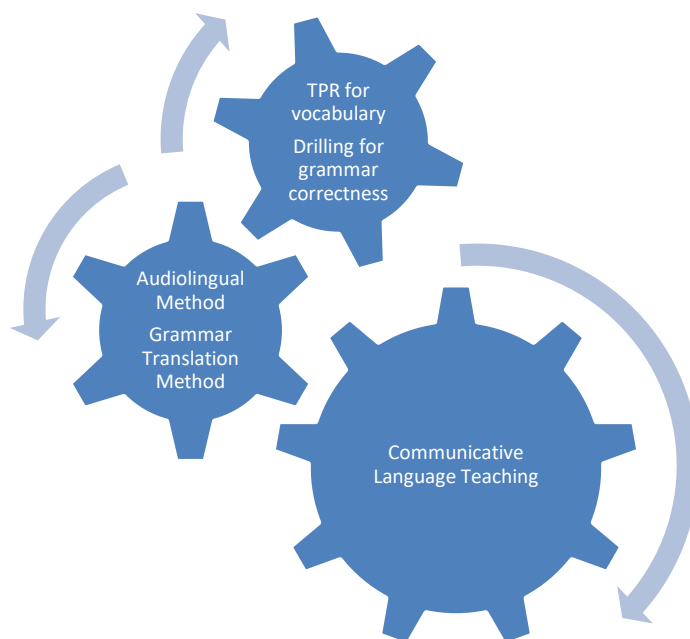 TPR for
vocabulary
Drilling for
grammar
correctness
Audiolingual
Method
Grammar
Translation
Method
Communicative
Language Teaching